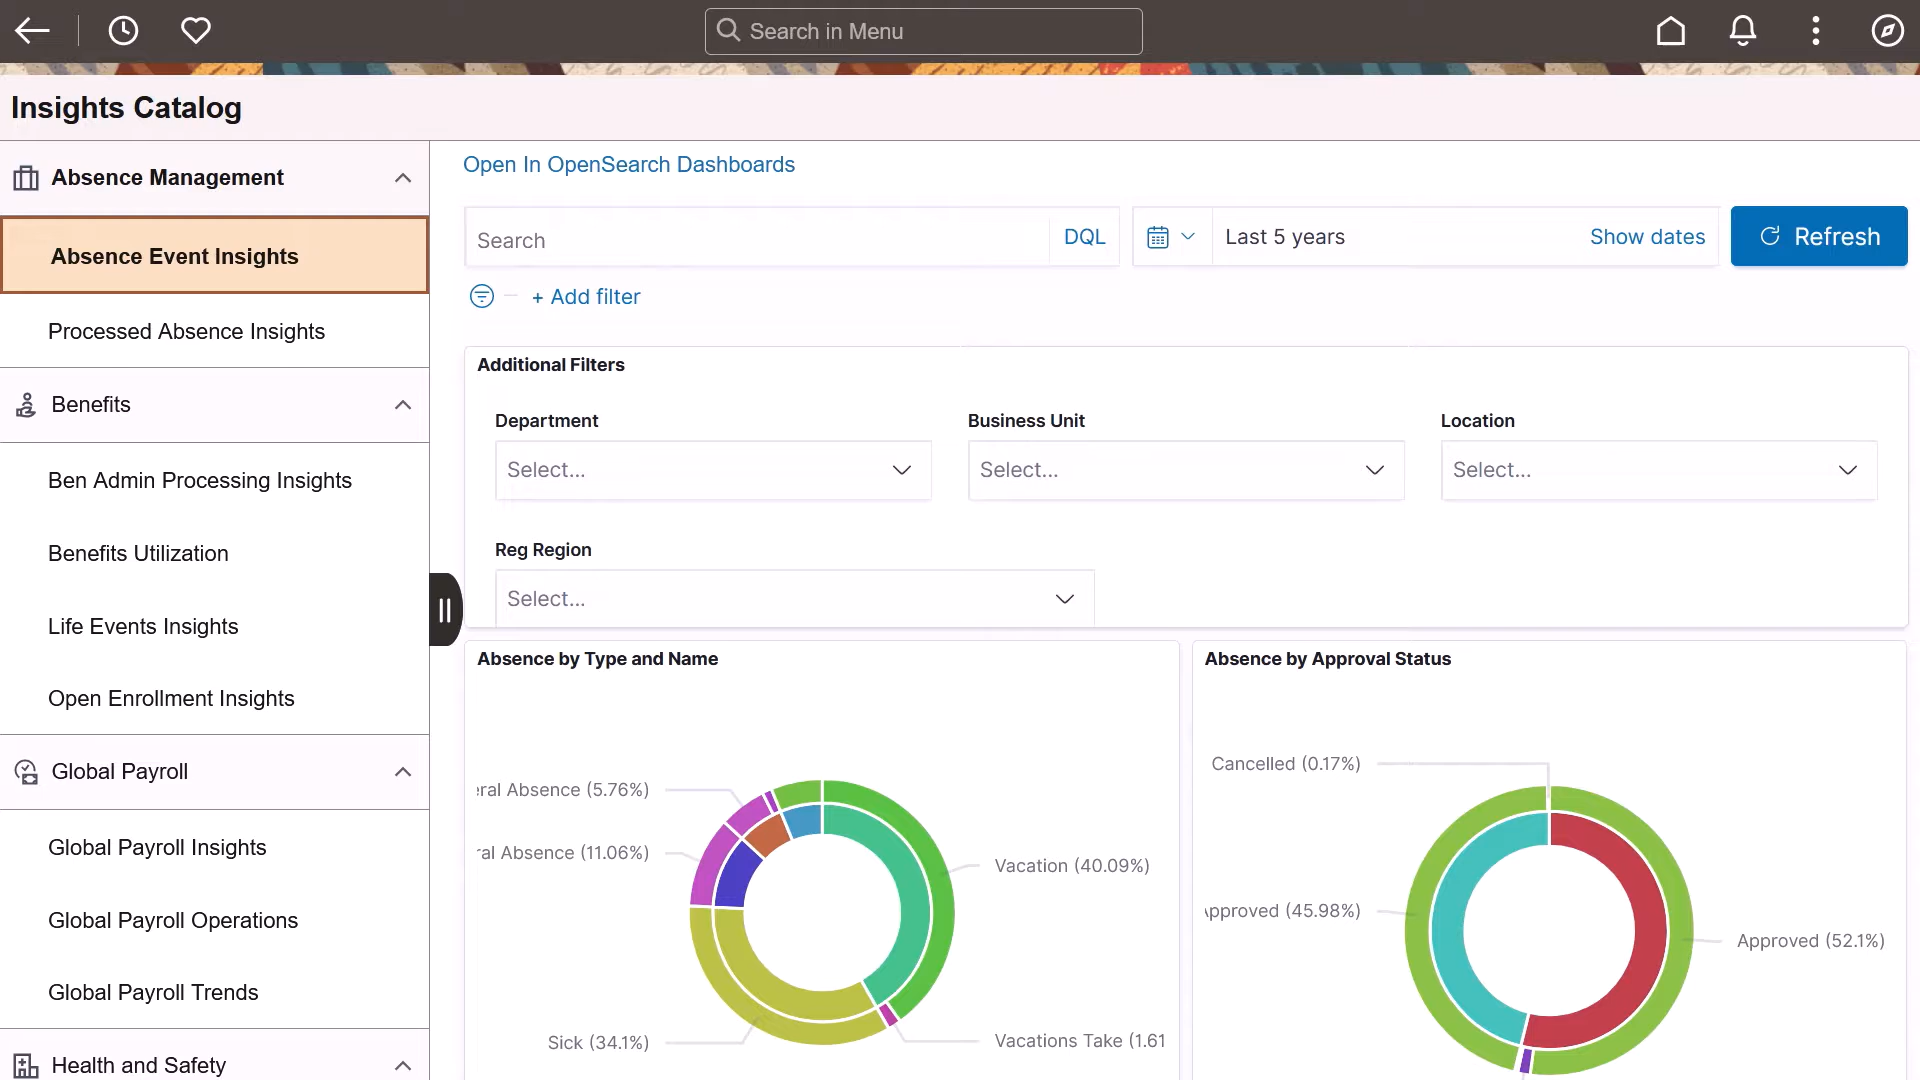 Search in Menu
Insights Catalog
Absence Management
Absence Event Insights
Processed Absence Insights
Benefits
Ben Admin Processing Insights
Benefits Utilization
Life Events Insights
Open Enrollment Insights
Global Payroll
Global Payroll Insights
Global Payroll Operations
Global Payroll Trends
Health and Safety
Open In OpenSearch Dashboards
Search DQL Last 5 years Show dates Refresh
+ Add filter
Additional Filters
Department Business Unit Location
Select... Select... Select...
Reg Region
Select...
Absence by Type and Name
eral Absence (5.76%)
ral Absence (11.06%)
Vacation (40.09%)
Sick (34.1%)
Vacations Take (1.61
Absence by Approval Status
Cancelled (0.17%)
Approved (45.98%)
Approved (52.1%)